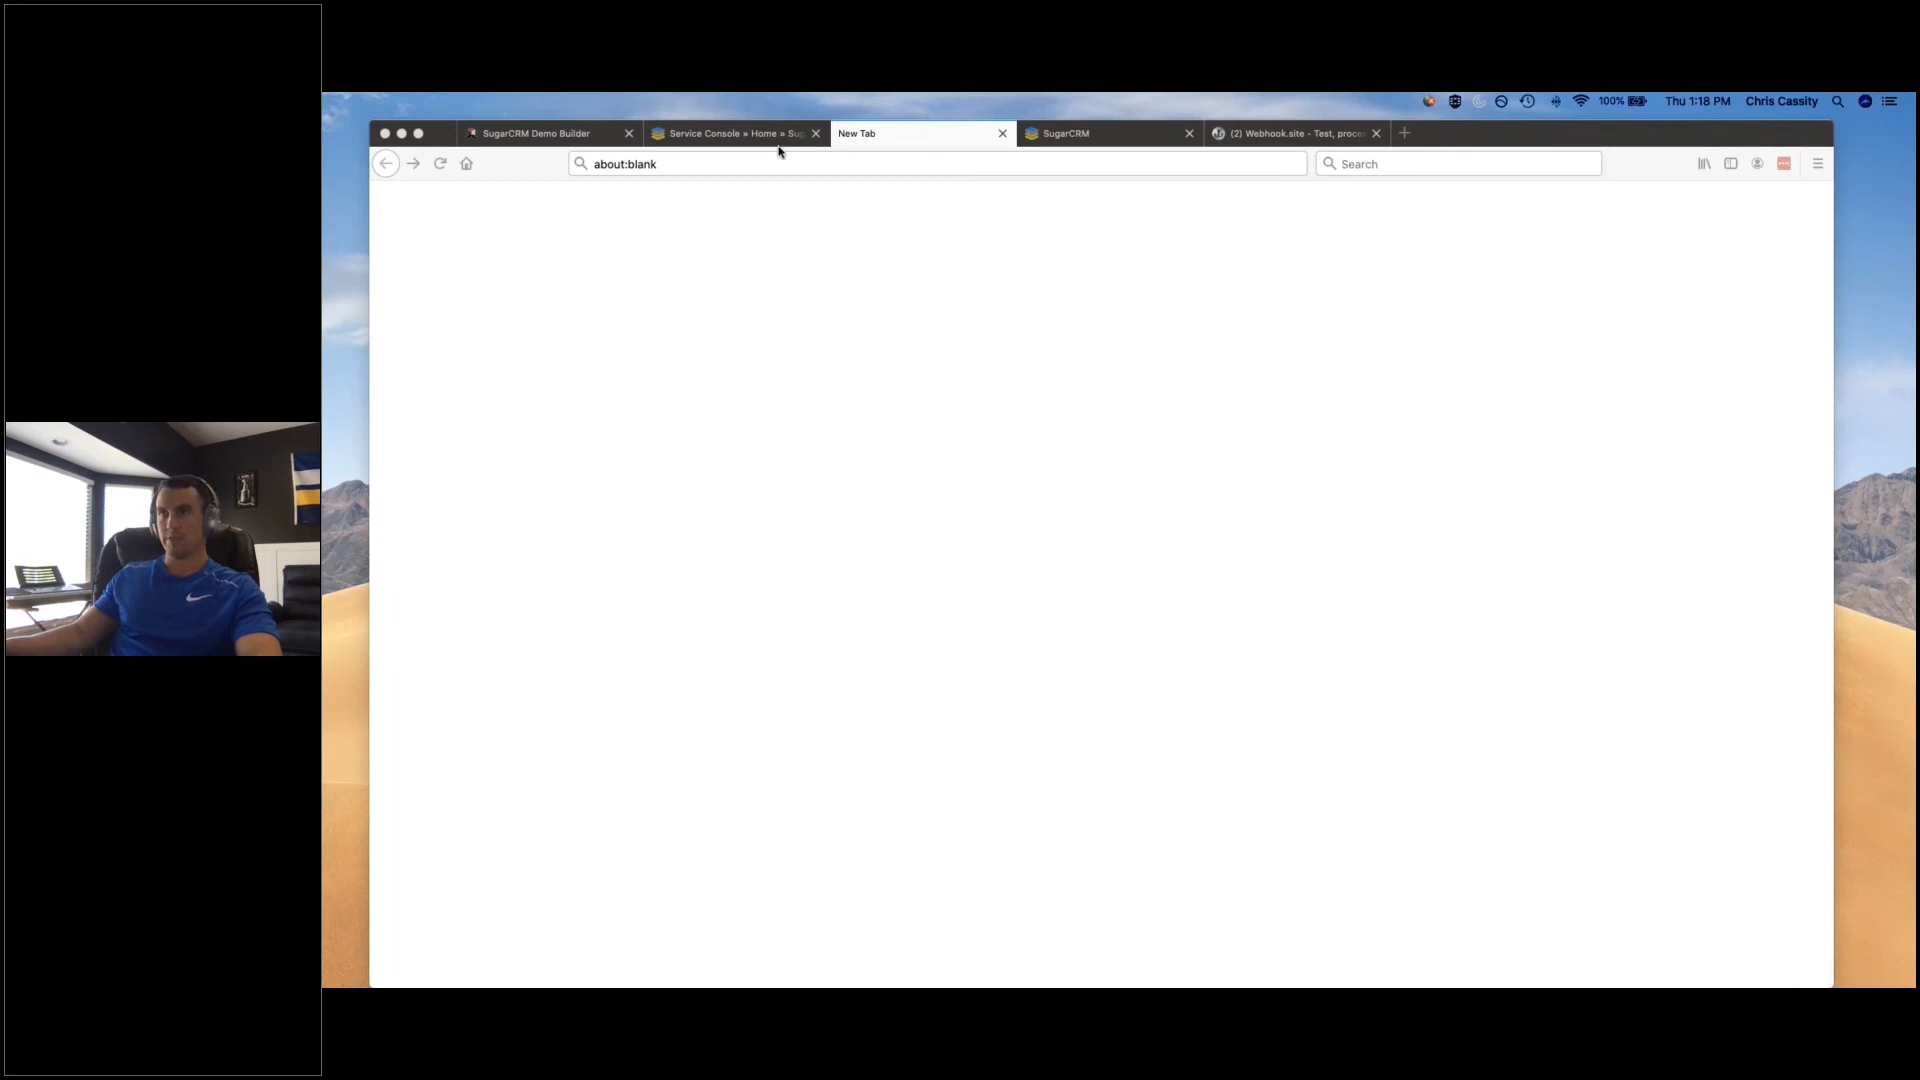 100% Thu 1:18 PM Chris Cassity
SugarCRM Demo Builder
Service Console » Home » Sug
New Tab
SugarCRM
(2) Webhook.site - Test, proce
about:blank
Search